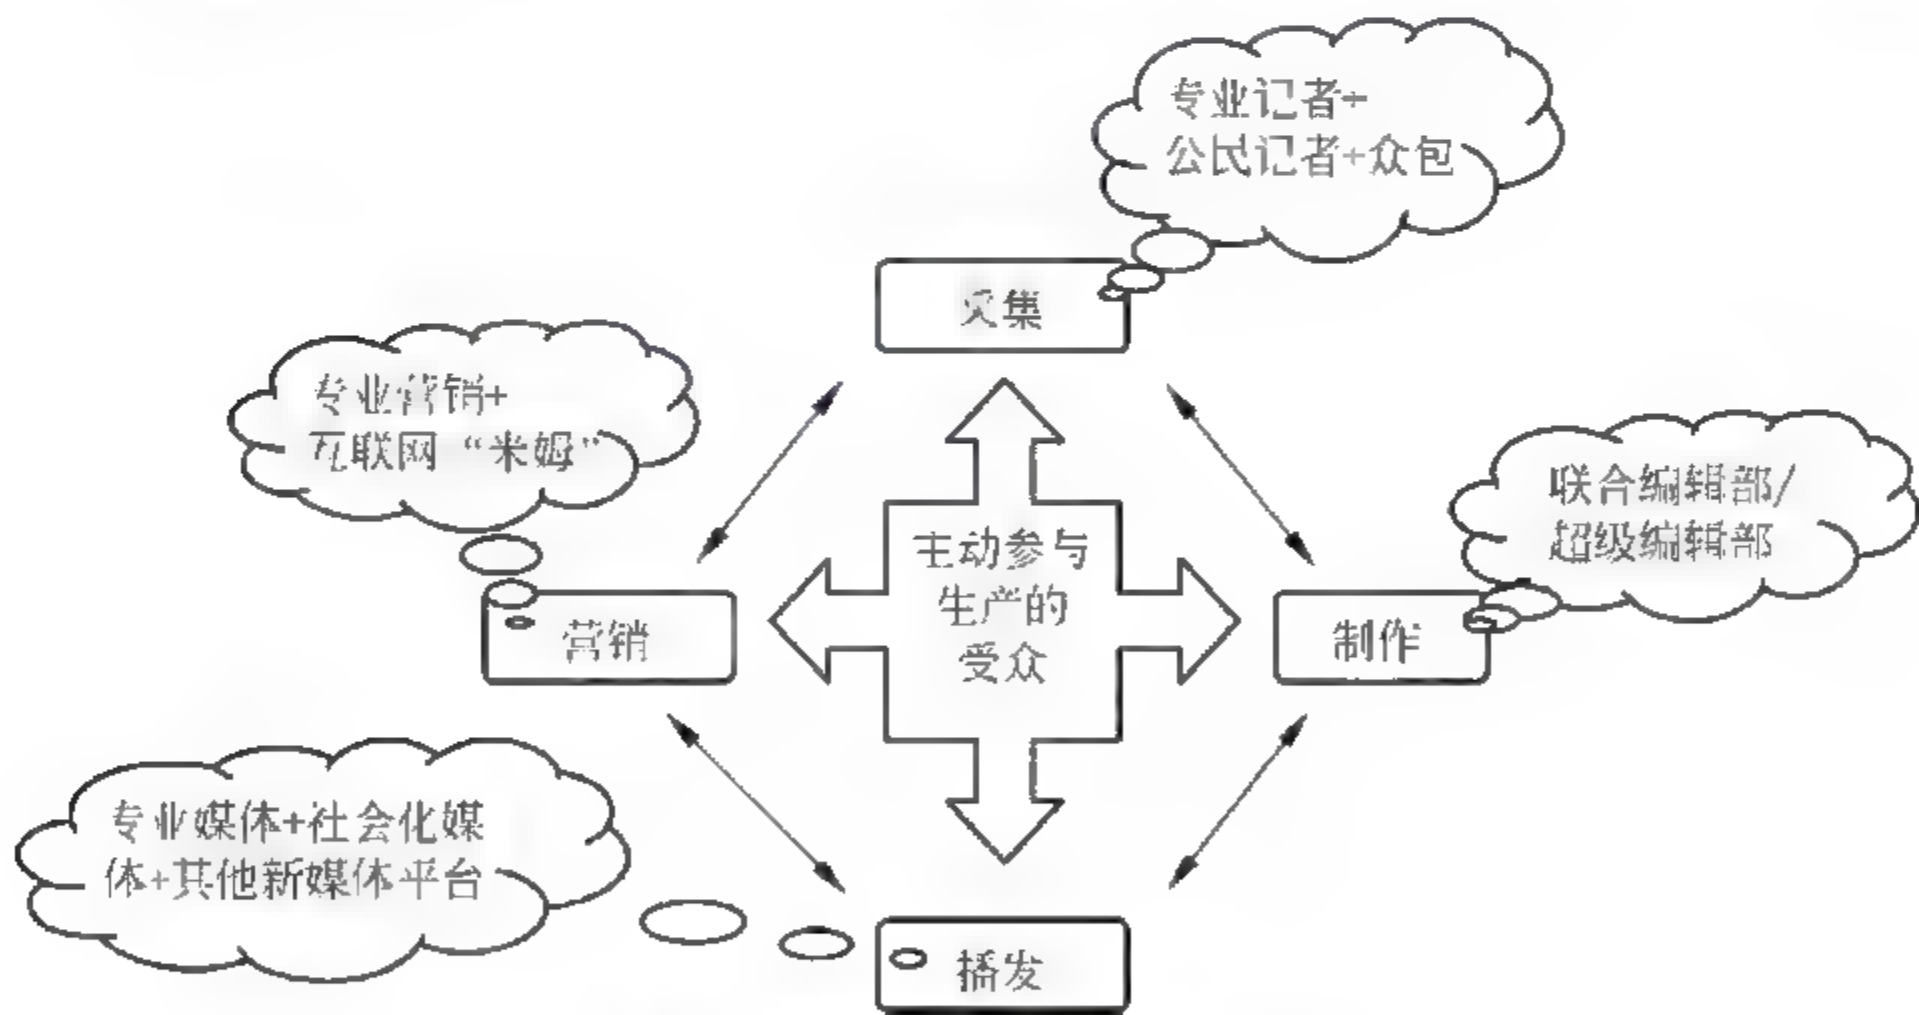 专业记者+
公民记者+众包
采集
专业营销+
互联网“米姆”
联合编辑部/
超级编辑部
主动参与
生产的
受众
营销
制作
专业媒体+社会化媒
体+其他新媒体平台
播发